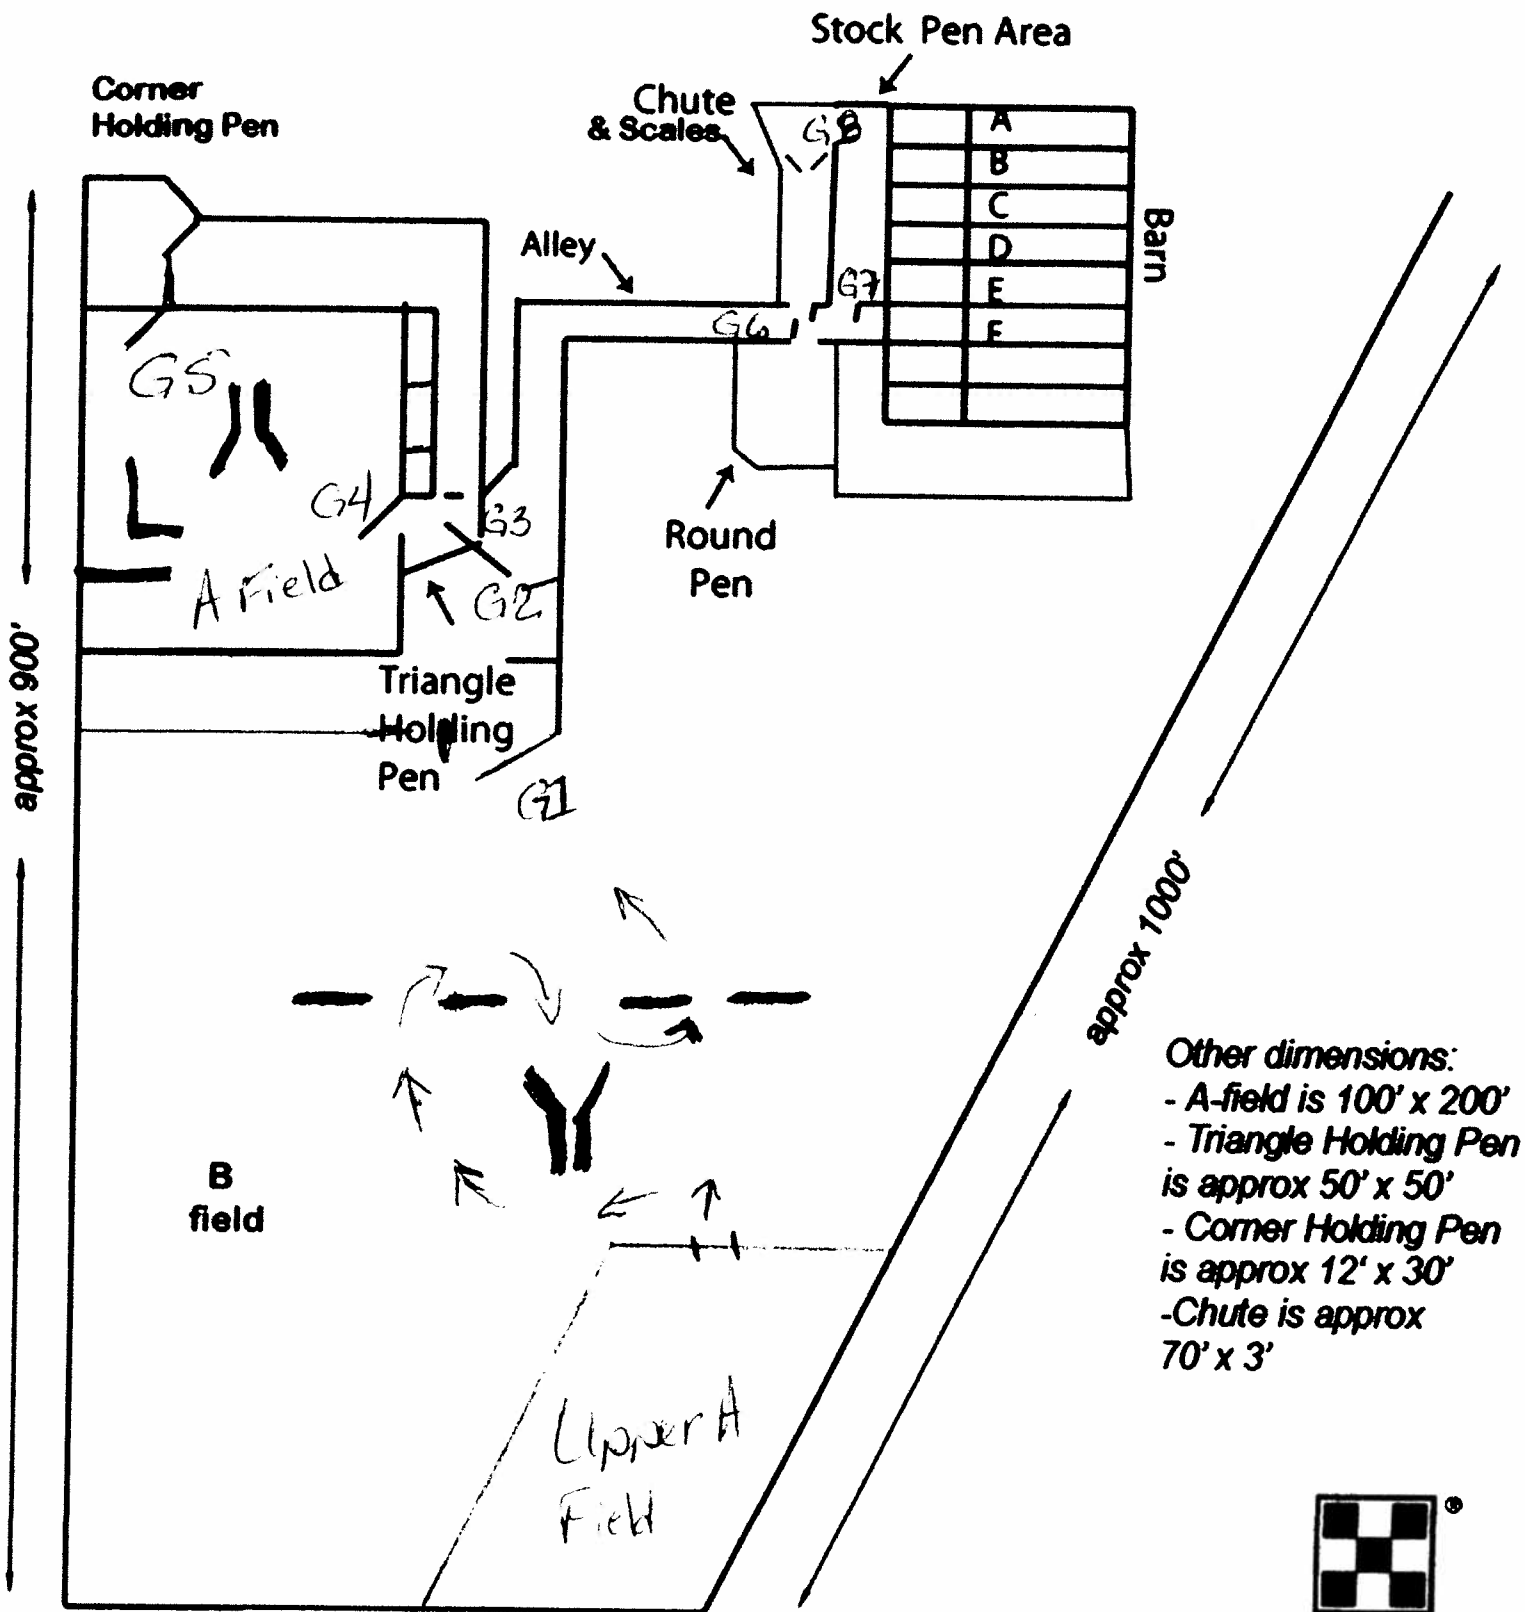 Stock Pen Area
Corner
Holding Pen
Chute
& Scales
G8
A
B
C
D
E
F
Barn
Alley
G7
G6
G5
G4
G3
A Field
G2
Round
Pen
Triangle
Holding
Pen
G1
approx 900'
approx 1000'
Other dimensions:
- A-field is 100' x 200'
- Triangle Holding Pen
is approx 50' x 50'
- Corner Holding Pen
is approx 12' x 30'
-Chute is approx
70' x 3'
B
field
Upper A
Field
®